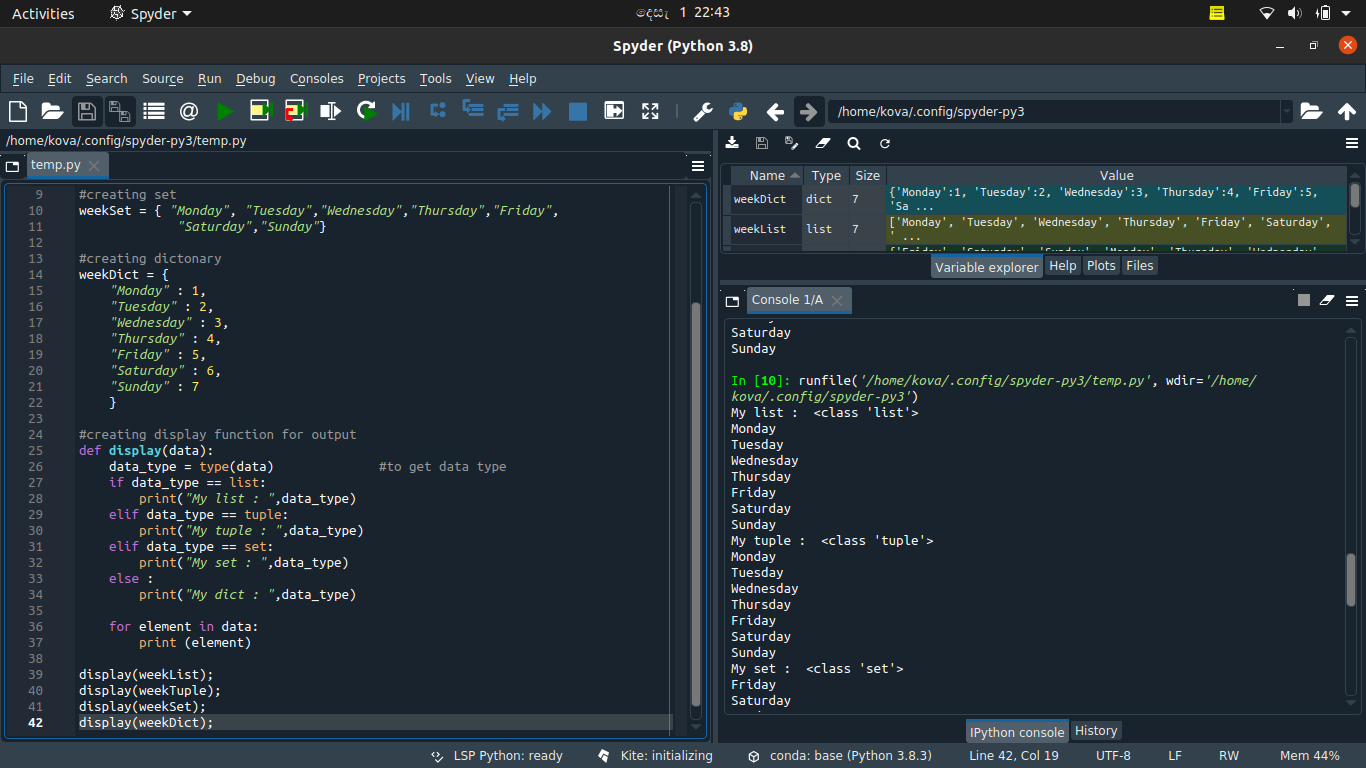 Activities Spyder දෙසැ 1 22:43
Spyder (Python 3.8)
File Edit Search Source Run Debug Consoles Projects Tools View Help
/home/kova/.config/spyder-py3
/home/kova/.config/spyder-py3/temp.py
temp.py
9 #creating set
10 weekSet = { "Monday", "Tuesday","Wednesday","Thursday","Friday",
11 "Saturday","Sunday"}
12
13 #creating dictonary
14 weekDict = {
15 "Monday" : 1,
16 "Tuesday" : 2,
17 "Wednesday" : 3,
18 "Thursday" : 4,
19 "Friday" : 5,
20 "Saturday" : 6,
21 "Sunday" : 7
22 }
23
24 #creating display function for output
25 def display(data):
26 data_type = type(data) #to get data type
27 if data_type == list:
28 print("My list : ",data_type)
29 elif data_type == tuple:
30 print("My tuple : ",data_type)
31 elif data_type == set:
32 print("My set : ",data_type)
33 else :
34 print("My dict : ",data_type)
35
36 for element in data:
37 print (element)
38
39 display(weekList);
40 display(weekTuple);
41 display(weekSet);
42 display(weekDict);
Name Type Size Value
weekDict dict 7 {'Monday':1, 'Tuesday':2, 'Wednesday':3, 'Thursday':4, 'Friday':5,
'Sa ...
weekList list 7 ['Monday', 'Tuesday', 'Wednesday', 'Thursday', 'Friday', 'Saturday',
' ...
Variable explorer Help Plots Files
Console 1/A
Saturday
Sunday
In [10]: runfile('/home/kova/.config/spyder-py3/temp.py', wdir='/home/
kova/.config/spyder-py3')
My list : <class 'list'>
Monday
Tuesday
Wednesday
Thursday
Friday
Saturday
Sunday
My tuple : <class 'tuple'>
Monday
Tuesday
Wednesday
Thursday
Friday
Saturday
Sunday
My set : <class 'set'>
Friday
Saturday
IPython console History
LSP Python: ready Kite: initializing conda: base (Python 3.8.3) Line 42, Col 19 UTF-8 LF RW Mem 44%